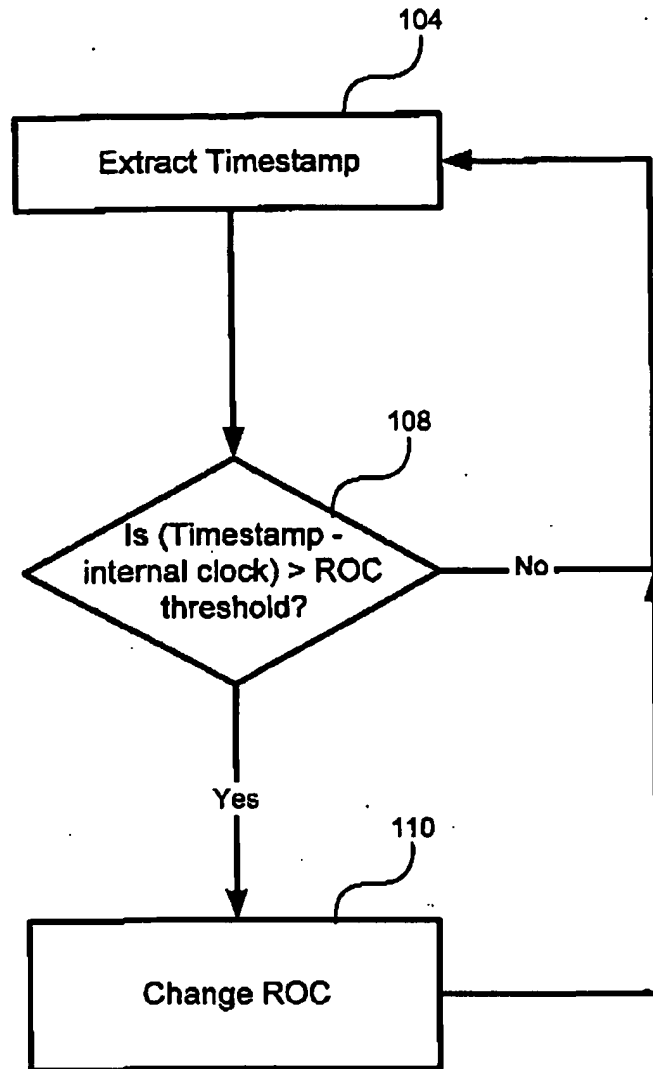 104
Extract Timestamp
108
Is (Timestamp -
internal clock) > ROC
threshold?
No
Yes
110
Change ROC